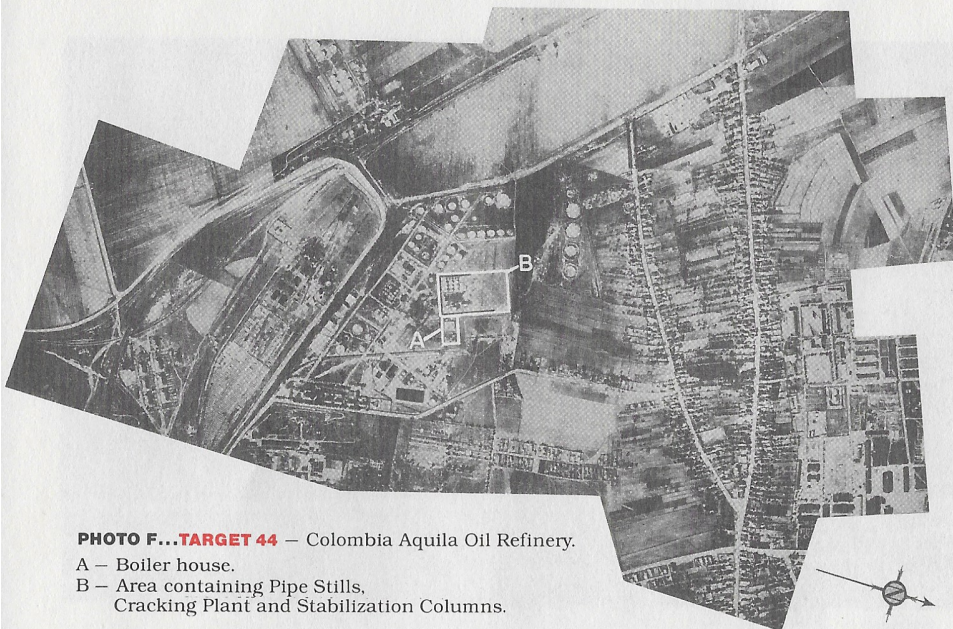 B
A
PHOTO F...TARGET 44 — Colombia Aquila Oil Refinery.
A — Boiler house.
B — Area containing Pipe Stills,
Cracking Plant and Stabilization Columns.
N